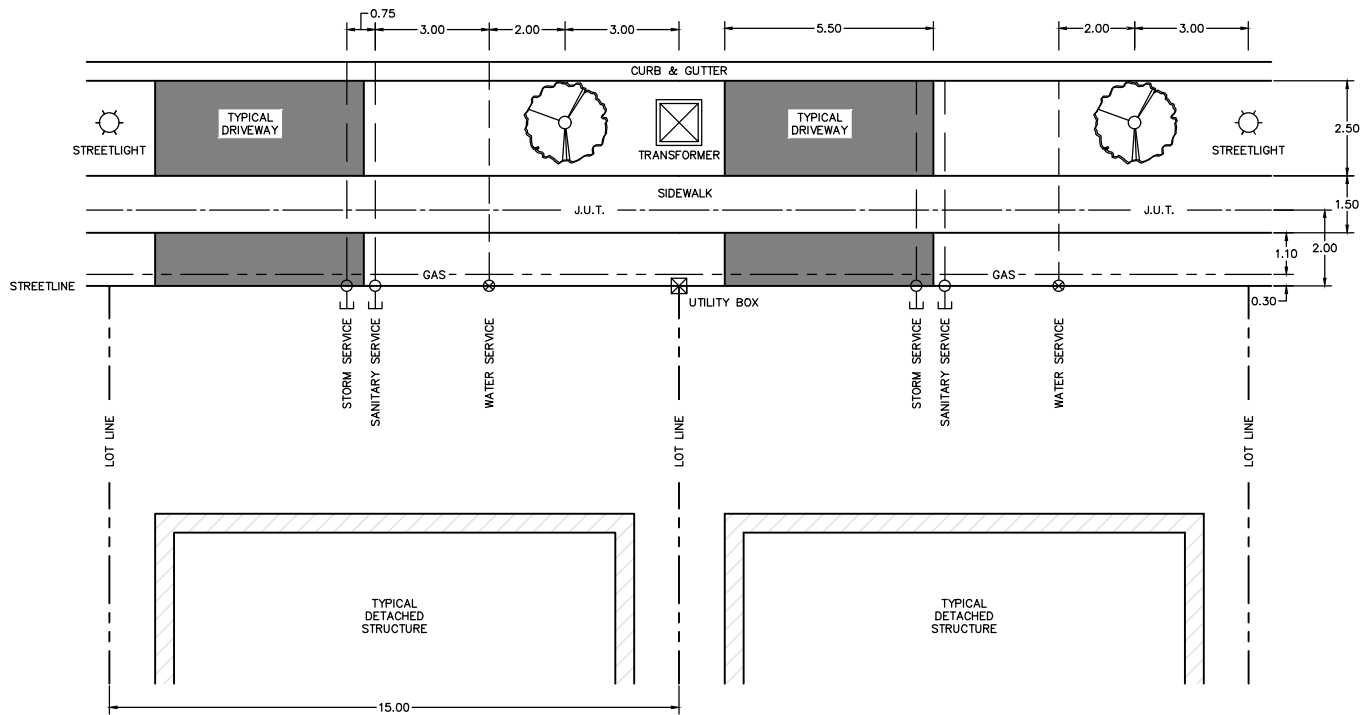 0.75
3.00
2.00
3.00
5.50
2.00
3.00
CURB & GUTTER
TYPICAL
DRIVEWAY
TYPICAL
DRIVEWAY
2.50
STREETLIGHT
TRANSFORMER
STREETLIGHT
SIDEWALK
1.50
J.U.T.
J.U.T.
2.00
1.10
GAS
GAS
STREETLINE
UTILITY BOX
0.30
STORM SERVICE
SANITARY SERVICE
WATER SERVICE
STORM SERVICE
SANITARY SERVICE
WATER SERVICE
LOT LINE
LOT LINE
LOT LINE
TYPICAL
DETACHED
STRUCTURE
TYPICAL
DETACHED
STRUCTURE
15.00